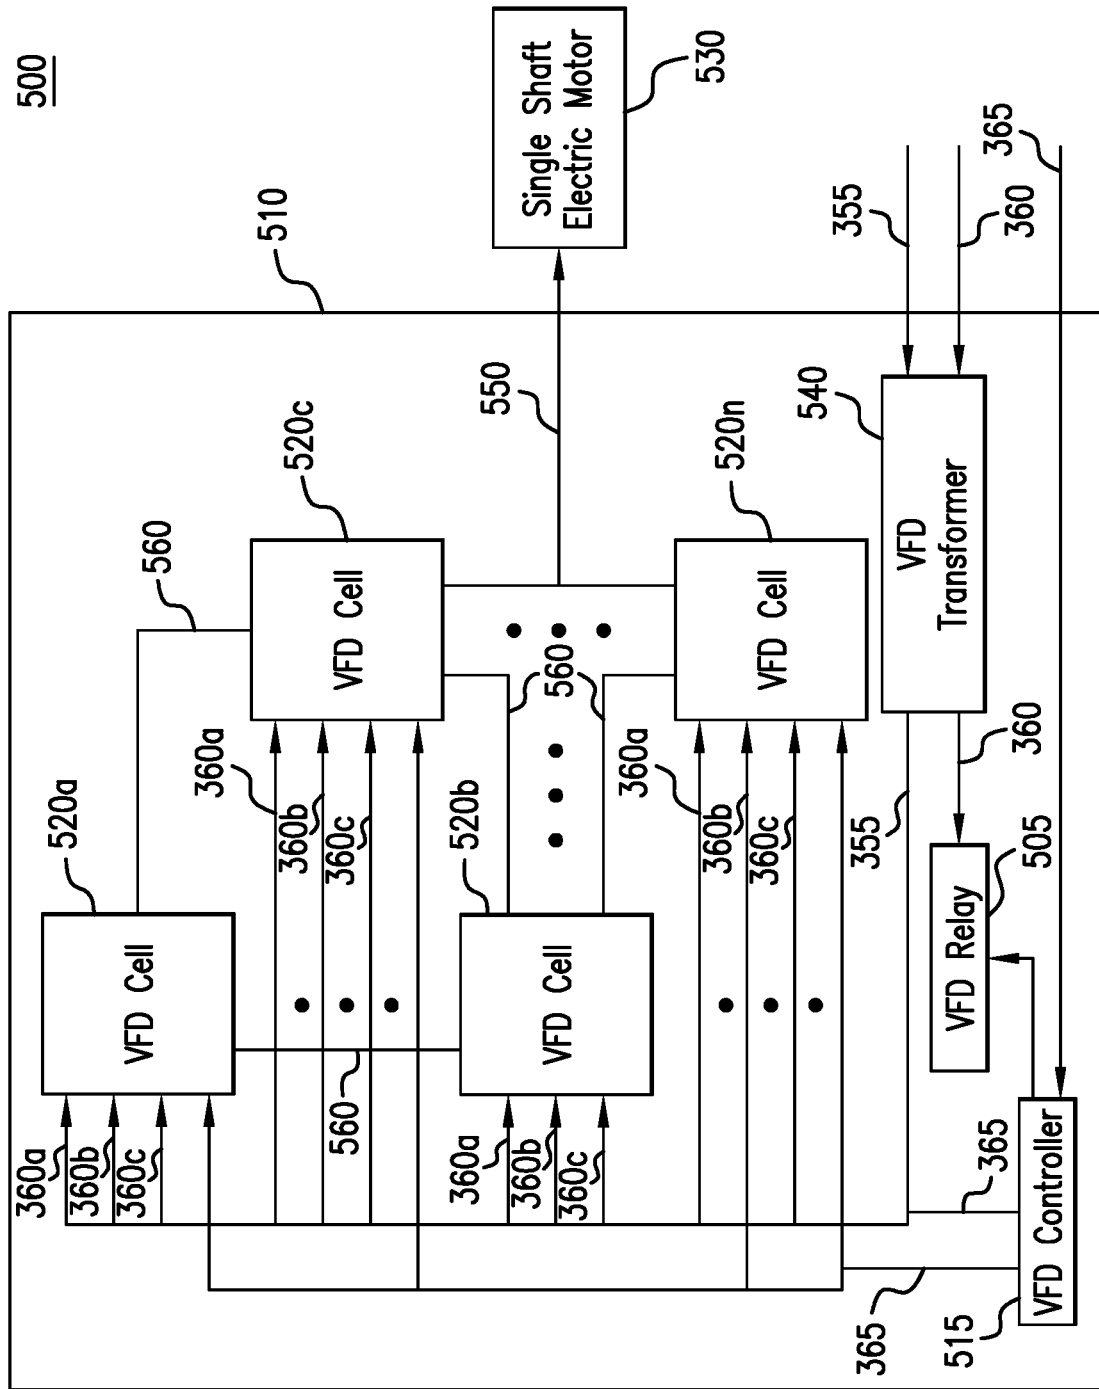 500
360a
520a
360b
360c
VFD Cell
560
360a
510
360b
520c
360c
560
VFD Cell
360a
520b
550
360b
Single Shaft
Electric Motor
360c
VFD Cell
560
360a
360b
530
520n
360c
VFD Cell
540
355
355
365
VFD
Transformer
515
VFD Relay
365
360
360
505
VFD Controller
365